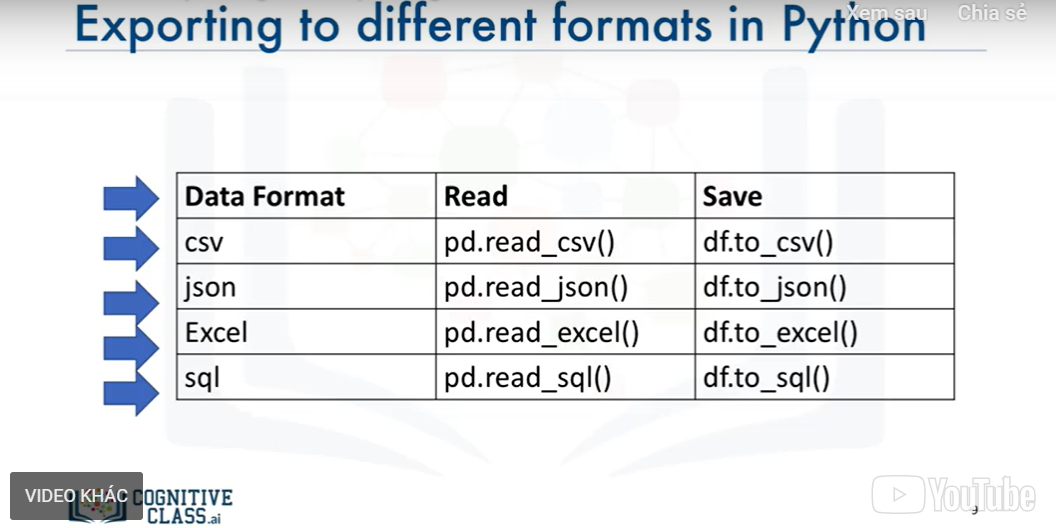 Exporting to different formats in Python
Xem sau Chia sẻ
Data Format Read Save
csv pd.read_csv() df.to_csv()
json pd.read_json() df.to_json()
Excel pd.read_excel() df.to_excel()
sql pd.read_sql() df.to_sql()
VIDEO KHÁC
COGNITIVE
CLASS.ai
YouTube